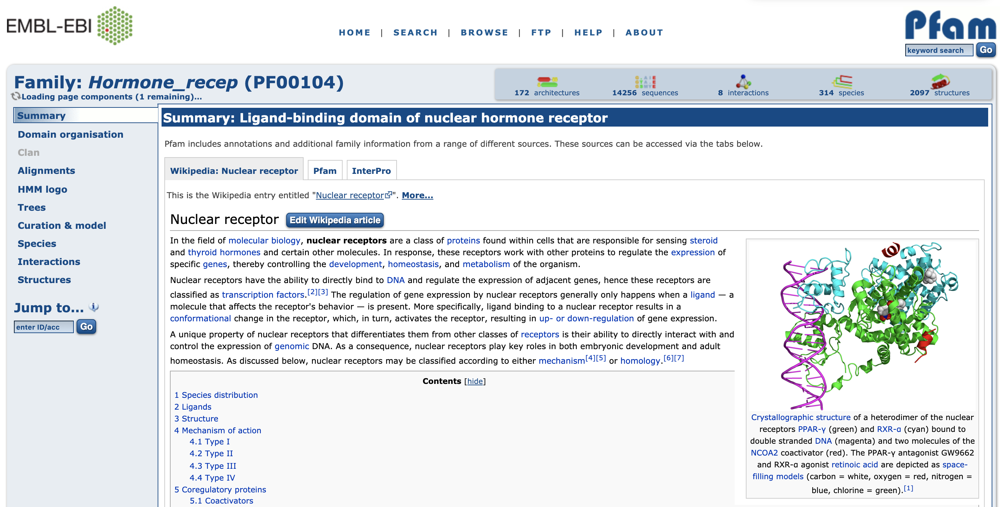 EMBL-EBI
HOME | SEARCH | BROWSE | FTP | HELP | ABOUT
Pfam
keyword search Go
Family: Hormone_recep (PF00104)
Loading page components (1 remaining)...
172 architectures
14256 sequences
8 interactions
314 species
2097 structures
Summary
Domain organisation
Clan
Alignments
HMM logo
Trees
Curation & model
Species
Interactions
Structures
Jump to...
enter ID/acc Go
Summary: Ligand-binding domain of nuclear hormone receptor
Pfam includes annotations and additional family information from a range of different sources. These sources can be accessed via the tabs below.
Wikipedia: Nuclear receptor Pfam InterPro
This is the Wikipedia entry entitled "Nuclear receptor". More...
Nuclear receptor Edit Wikipedia article
In the field of molecular biology, nuclear receptors are a class of proteins found within cells that are responsible for sensing steroid
and thyroid hormones and certain other molecules. In response, these receptors work with other proteins to regulate the expression of
specific genes, thereby controlling the development, homeostasis, and metabolism of the organism.
Nuclear receptors have the ability to directly bind to DNA and regulate the expression of adjacent genes, hence these receptors are
classified as transcription factors.[2][3] The regulation of gene expression by nuclear receptors generally only happens when a ligand — a
molecule that affects the receptor's behavior — is present. More specifically, ligand binding to a nuclear receptor results in a
conformational change in the receptor, which, in turn, activates the receptor, resulting in up- or down-regulation of gene expression.
A unique property of nuclear receptors that differentiates them from other classes of receptors is their ability to directly interact with and
control the expression of genomic DNA. As a consequence, nuclear receptors play key roles in both embryonic development and adult
homeostasis. As discussed below, nuclear receptors may be classified according to either mechanism[4][5] or homology.[6][7]
Contents [hide]
1 Species distribution
2 Ligands
3 Structure
4 Mechanism of action
4.1 Type I
4.2 Type II
4.3 Type III
4.4 Type IV
5 Coregulatory proteins
5.1 Coactivators
Crystallographic structure of a heterodimer of the nuclear
receptors PPAR-γ (green) and RXR-α (cyan) bound to
double stranded DNA (magenta) and two molecules of the
NCOA2 coactivator (red). The PPAR-γ antagonist GW9662
and RXR-α agonist retinoic acid are depicted as space-
filling models (carbon = white, oxygen = red, nitrogen =
blue, chlorine = green).[1]